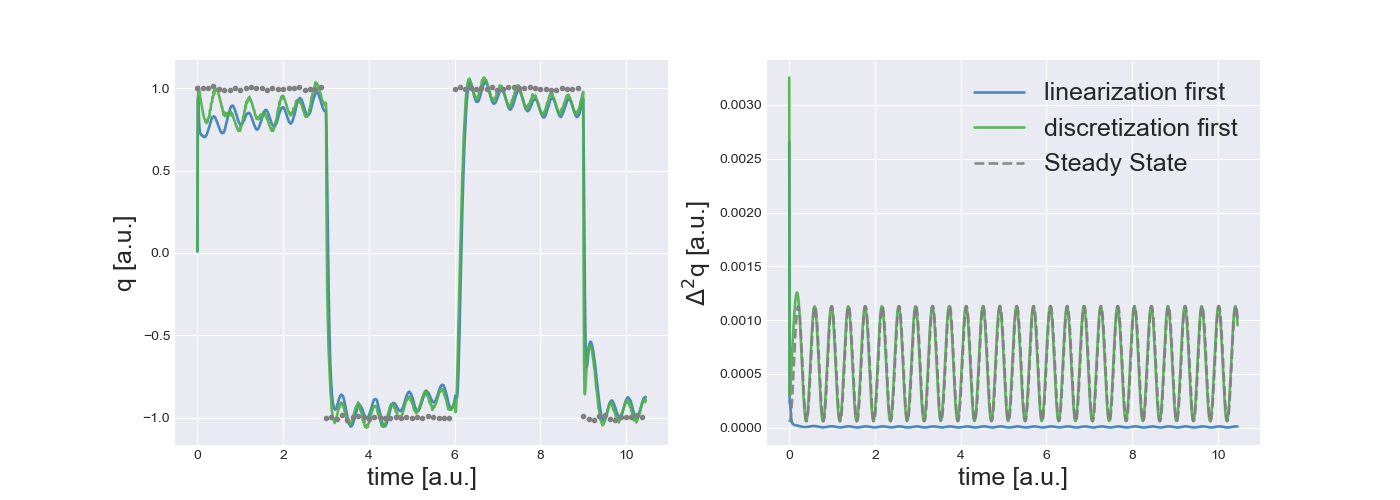 1.0
0.5
0.0
−0.5
−1.0
q [a.u.]
0 2 4 6 8 10
time [a.u.]
0.0030
0.0025
0.0020
0.0015
0.0010
0.0005
0.0000
Δ²q [a.u.]
linearization first
discretization first
Steady State
0 2 4 6 8 10
time [a.u.]